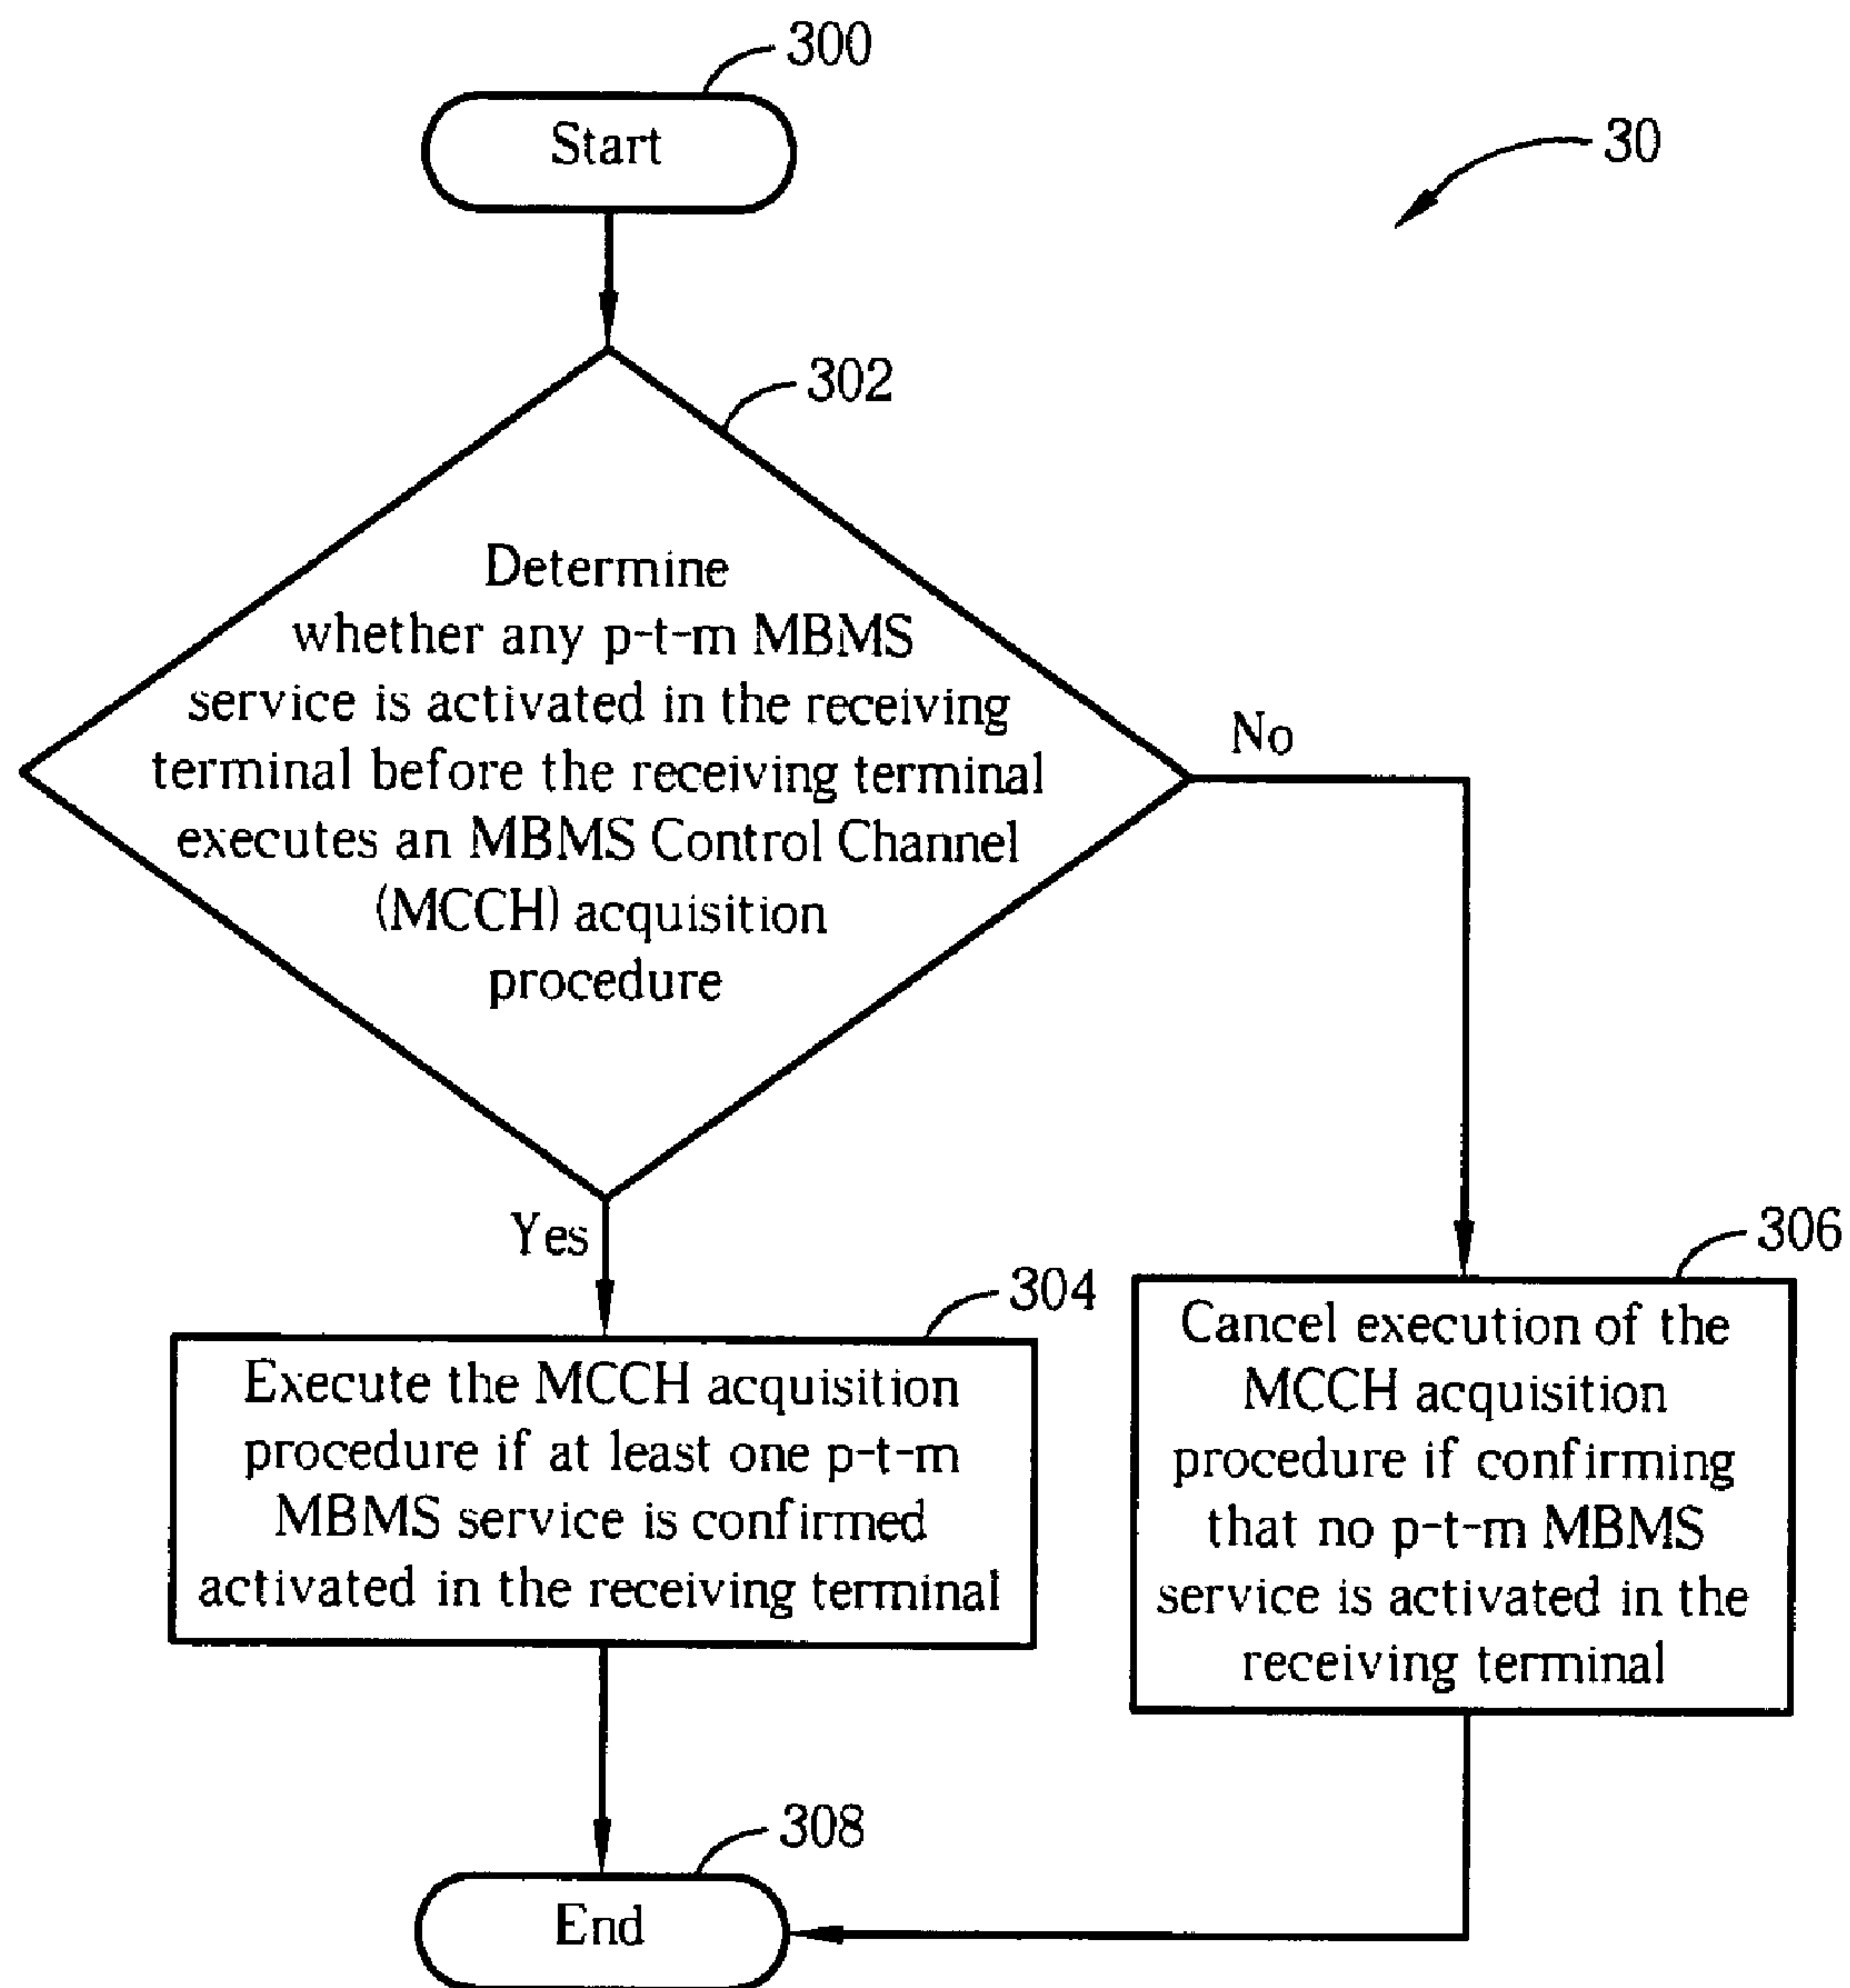 300
Start
30
302
Determine
whether any p-t-m MBMS
service is activated in the receiving
terminal before the receiving terminal
executes an MBMS Control Channel
(MCCH) acquisition
procedure
No
Yes
304
Execute the MCCH acquisition
procedure if at least one p-t-m
MBMS service is confirmed
activated in the receiving terminal
306
Cancel execution of the
MCCH acquisition
procedure if confirming
that no p-t-m MBMS
service is activated in the
receiving terminal
308
End